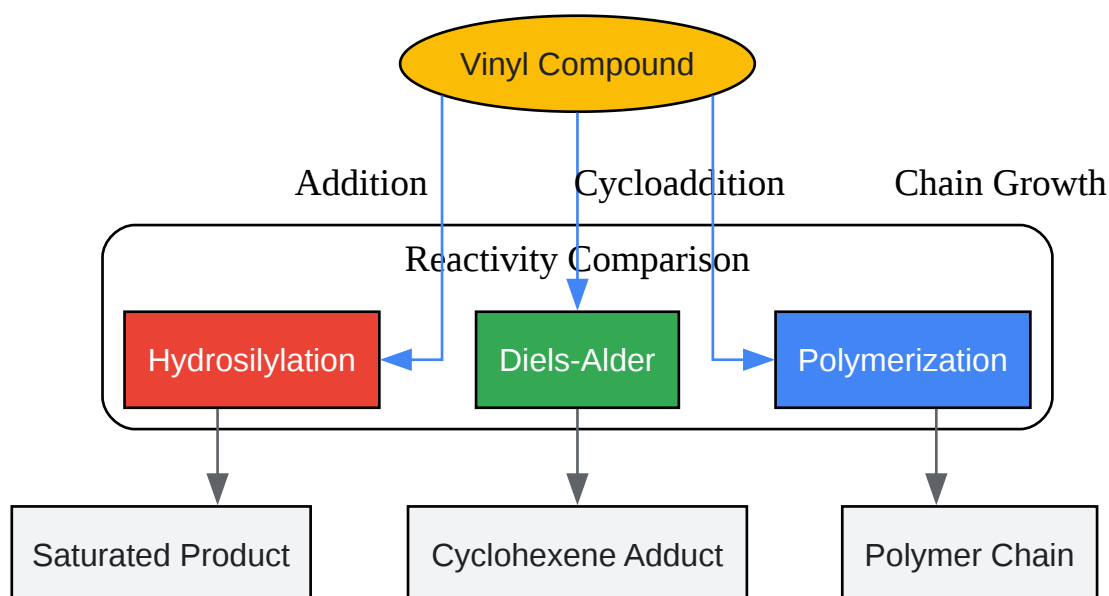 Vinyl Compound
Addition
Cycloaddition
Chain Growth
Reactivity Comparison
Hydrosilylation
Diels-Alder
Polymerization
Saturated Product
Cyclohexene Adduct
Polymer Chain